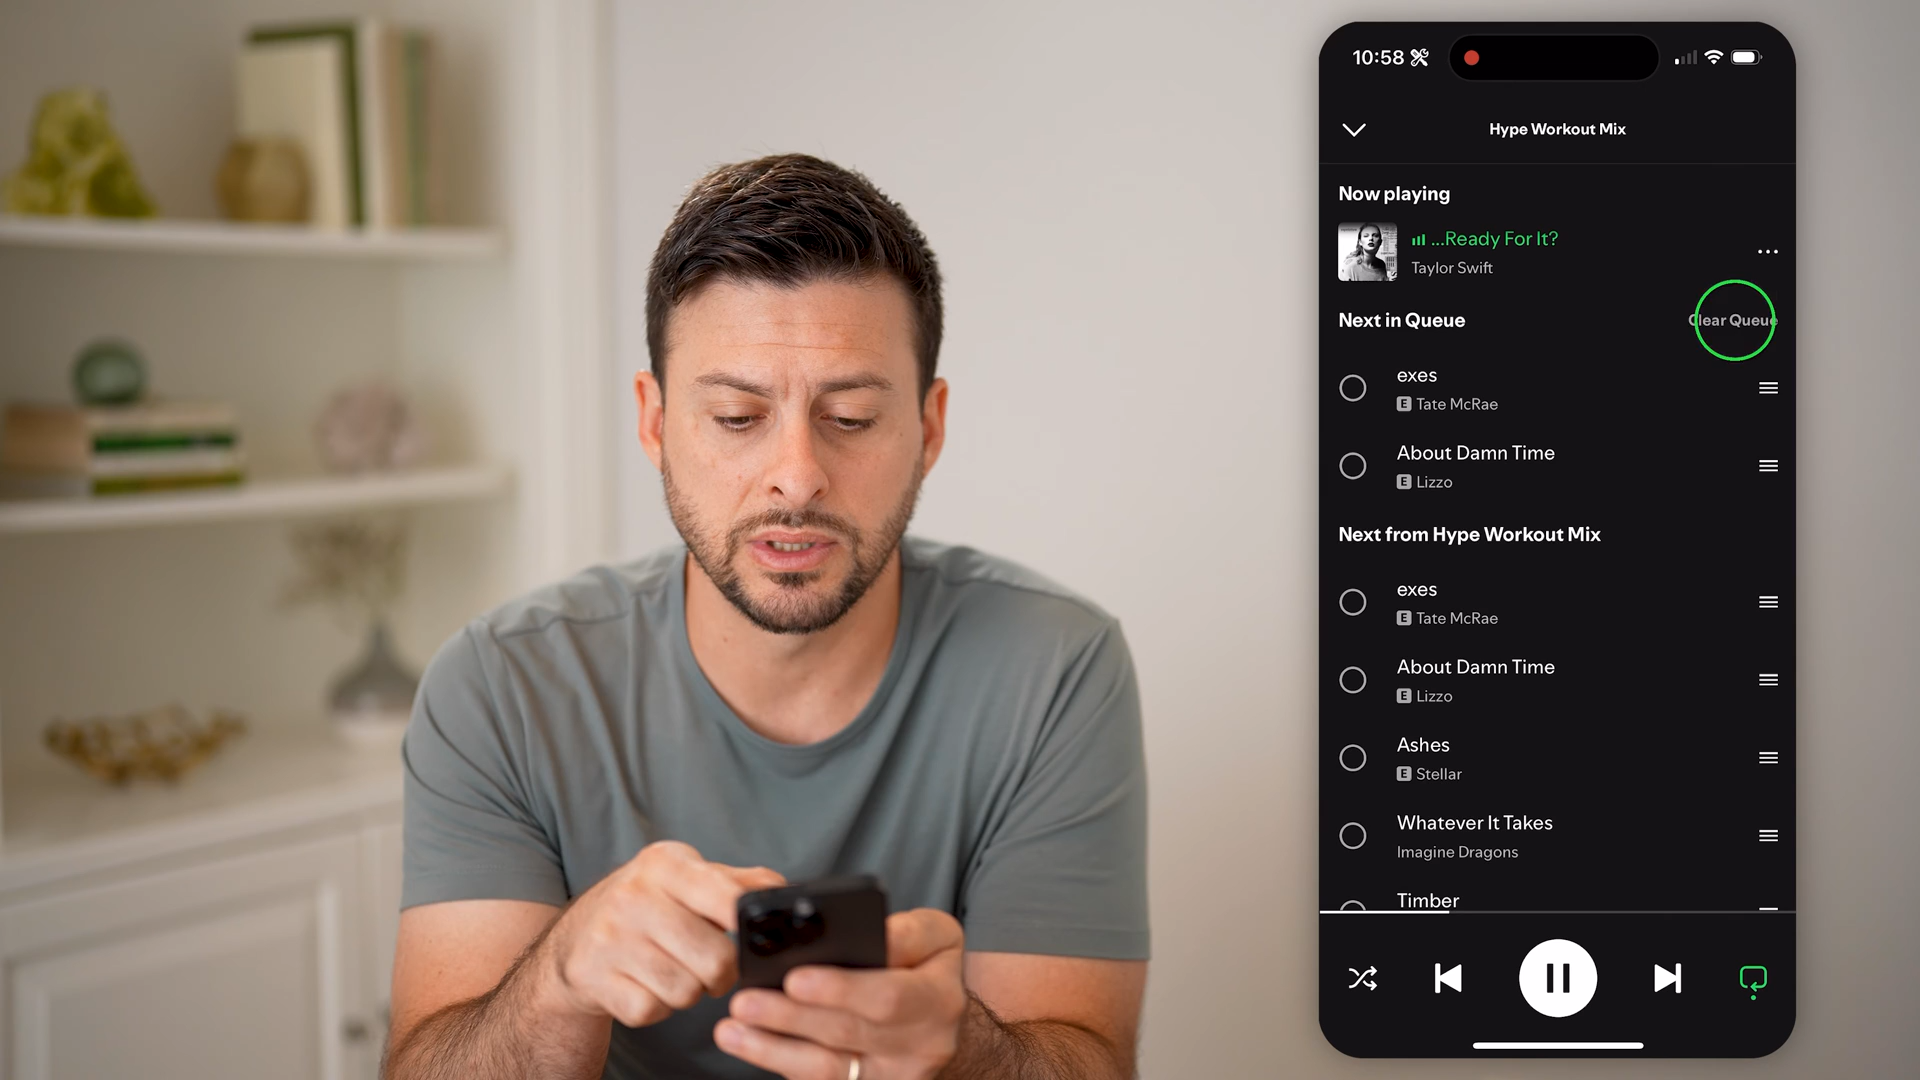 10:58
Hype Workout Mix
Now playing
...Ready For It?
Taylor Swift
Next in Queue
Clear Queue
exes
E Tate McRae
About Damn Time
E Lizzo
Next from Hype Workout Mix
exes
E Tate McRae
About Damn Time
E Lizzo
Ashes
E Stellar
Whatever It Takes
Imagine Dragons
Timber